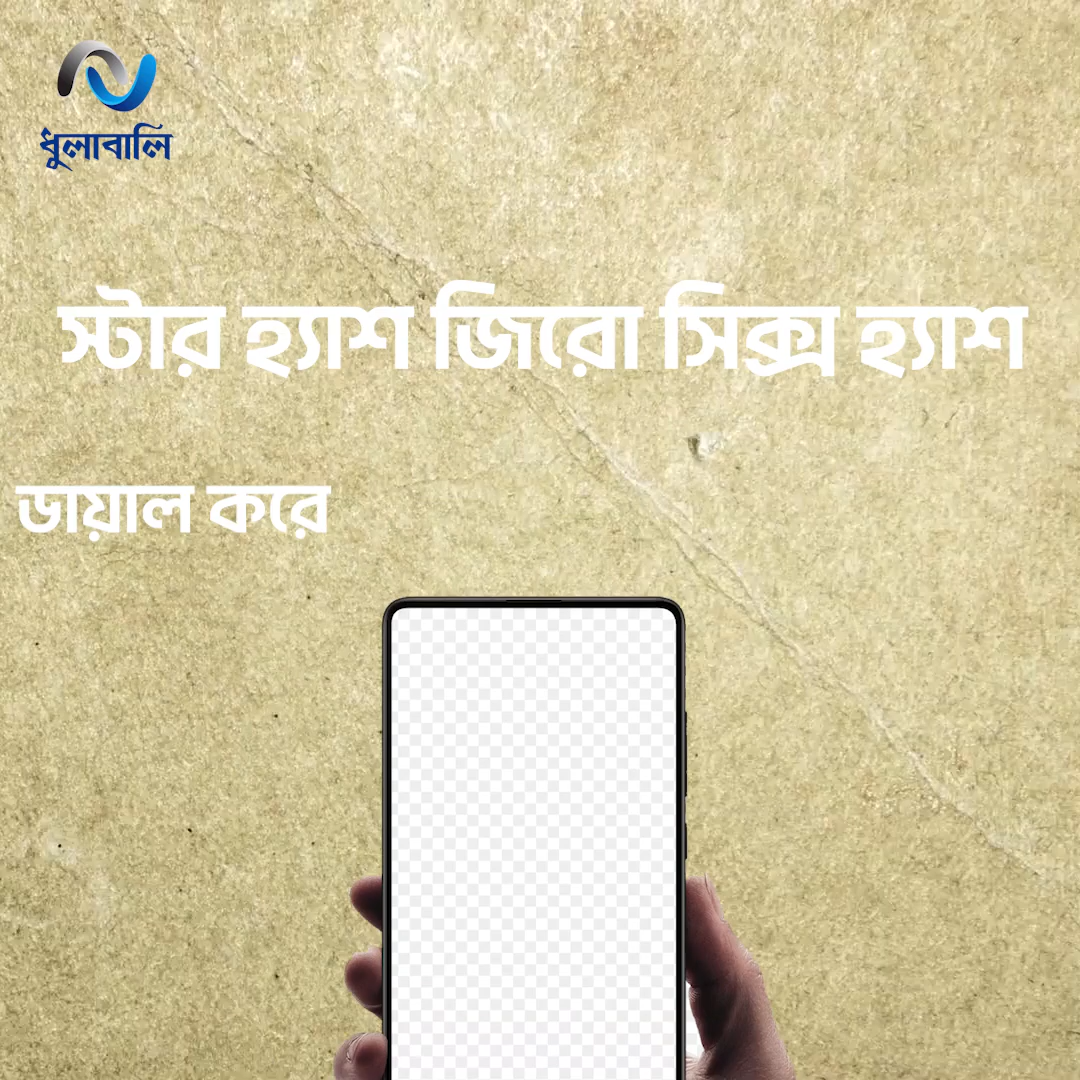 ধুলাবালি
স্টার হ্যাশ জিরো সিক্স হ্যাশ
ডায়াল করে